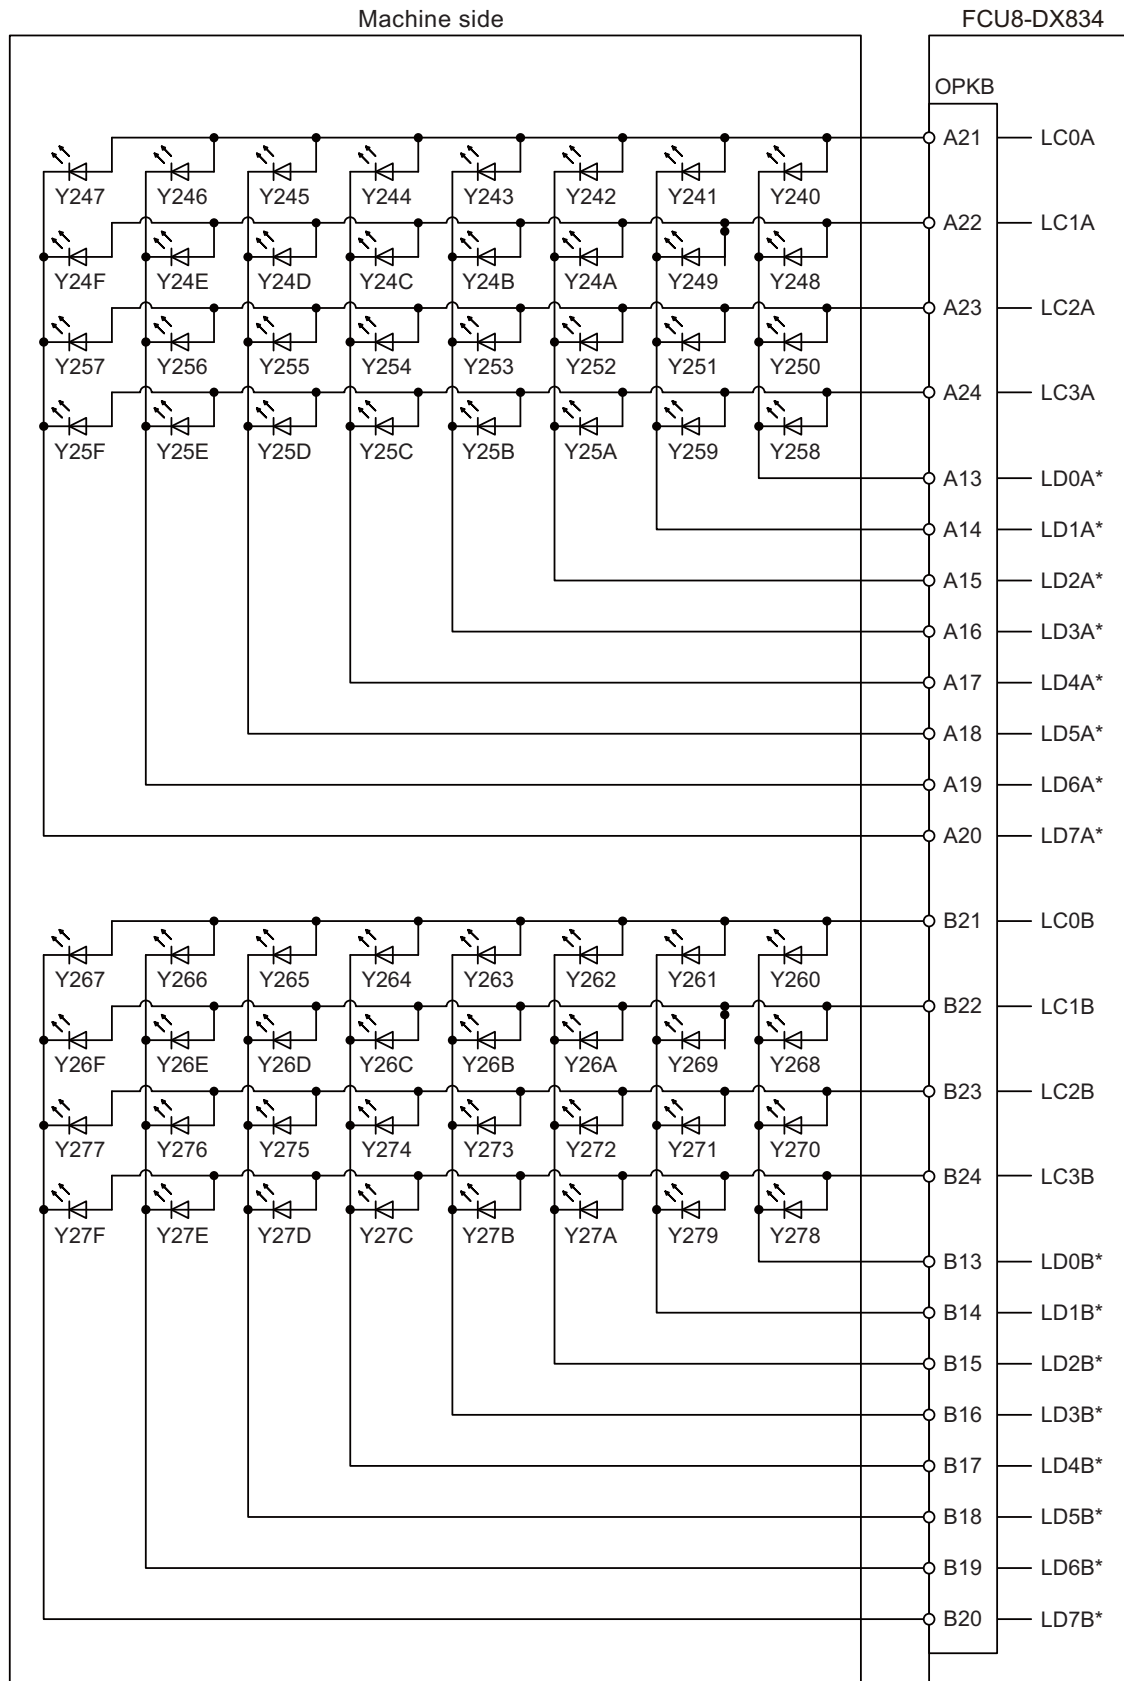 Machine side FCU8-DX834
OPKB
A21 LC0A
Y247 Y246 Y245 Y244 Y243 Y242 Y241 Y240
A22 LC1A
Y24F Y24E Y24D Y24C Y24B Y24A Y249 Y248
A23 LC2A
Y257 Y256 Y255 Y254 Y253 Y252 Y251 Y250
A24 LC3A
Y25F Y25E Y25D Y25C Y25B Y25A Y259 Y258
A13 LD0A*
A14 LD1A*
A15 LD2A*
A16 LD3A*
A17 LD4A*
A18 LD5A*
A19 LD6A*
A20 LD7A*
B21 LC0B
Y267 Y266 Y265 Y264 Y263 Y262 Y261 Y260
B22 LC1B
Y26F Y26E Y26D Y26C Y26B Y26A Y269 Y268
B23 LC2B
Y277 Y276 Y275 Y274 Y273 Y272 Y271 Y270
B24 LC3B
Y27F Y27E Y27D Y27C Y27B Y27A Y279 Y278
B13 LD0B*
B14 LD1B*
B15 LD2B*
B16 LD3B*
B17 LD4B*
B18 LD5B*
B19 LD6B*
B20 LD7B*